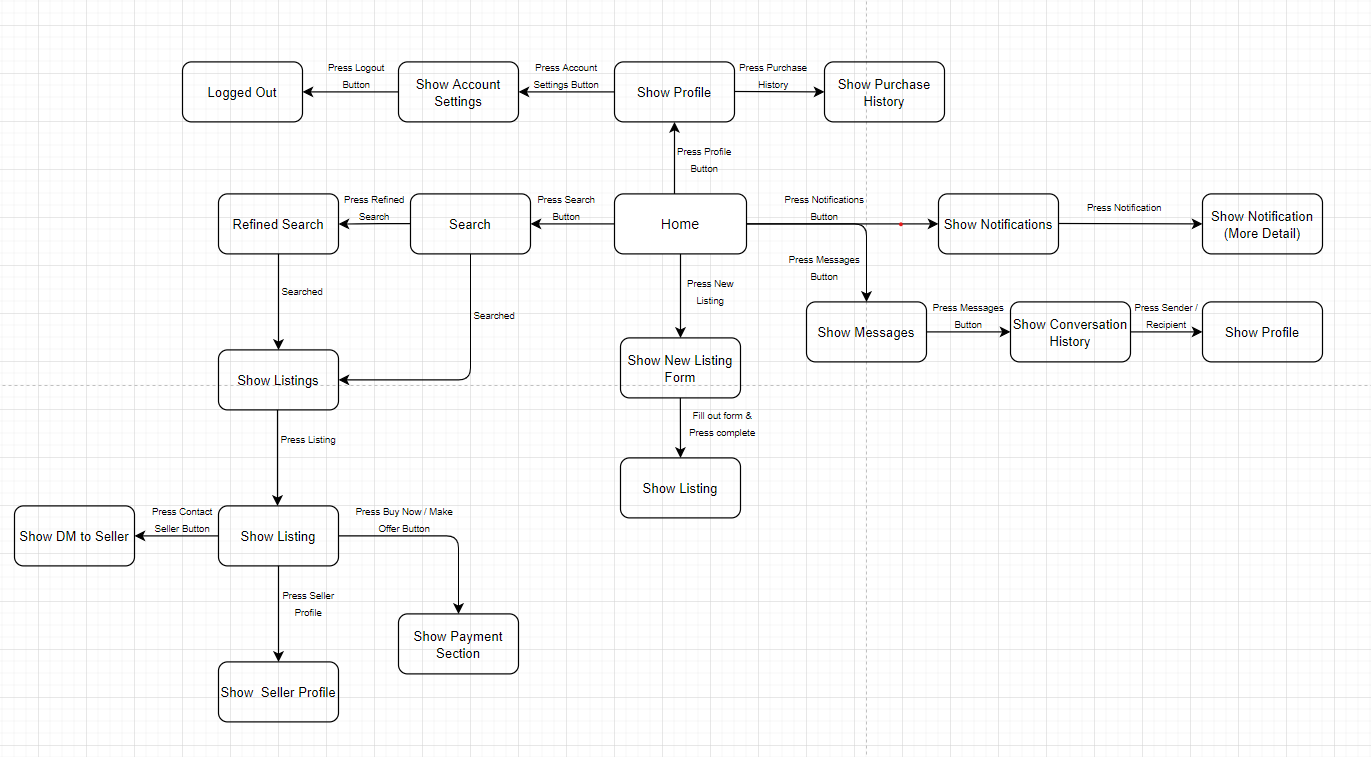 Press Logout
Button
Press Account
Settings Button
Press Purchase
History
Logged Out
Show Account
Settings
Show Profile
Show Purchase
History
Press Profile
Button
Press Refined
Search
Press Search
Button
Press Notifications
Button
Press Notification
Refined Search
Search
Home
Show Notifications
Show Notification
(More Detail)
Press Messages
Button
Searched
Press New
Listing
Searched
Press Messages
Button
Press Sender /
Recipient
Show Messages
Show Conversation
History
Show Profile
Show Listings
Show New Listing
Form
Press Listing
Fill out form &
Press complete
Show Listing
Press Contact
Seller Button
Press Buy Now / Make
Offer Button
Show DM to Seller
Show Listing
Press Seller
Profile
Show Payment
Section
Show  Seller Profile